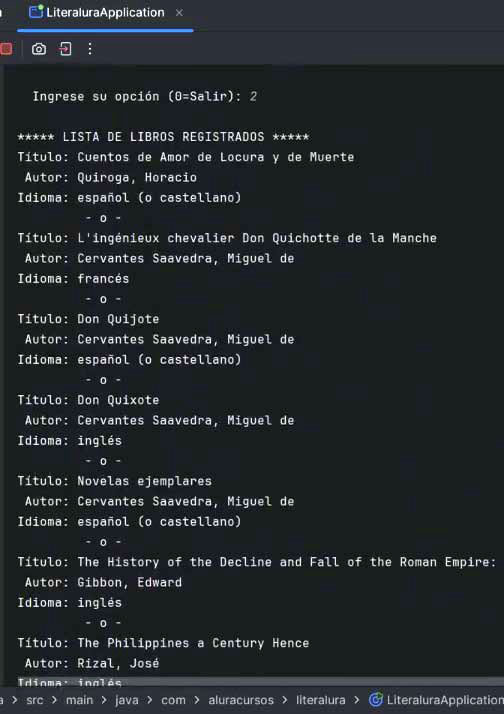 LiteraluraApplication
Ingrese su opción (0=Salir): 2
***** LISTA DE LIBROS REGISTRADOS *****
Título: Cuentos de Amor de Locura y de Muerte
Autor: Quiroga, Horacio
Idioma: español (o castellano)
- o -
Título: L'ingénieux chevalier Don Quichotte de la Manche
Autor: Cervantes Saavedra, Miguel de
Idioma: francés
- o -
Título: Don Quijote
Autor: Cervantes Saavedra, Miguel de
Idioma: español (o castellano)
- o -
Título: Don Quixote
Autor: Cervantes Saavedra, Miguel de
Idioma: inglés
- o -
Título: Novelas ejemplares
Autor: Cervantes Saavedra, Miguel de
Idioma: español (o castellano)
- o -
Título: The History of the Decline and Fall of the Roman Empire:
Autor: Gibbon, Edward
Idioma: inglés
- o -
Título: The Philippines a Century Hence
Autor: Rizal, José
Idioma: inglés
a > src > main > java > com > aluracursos > literalura > LiteraluraApplication